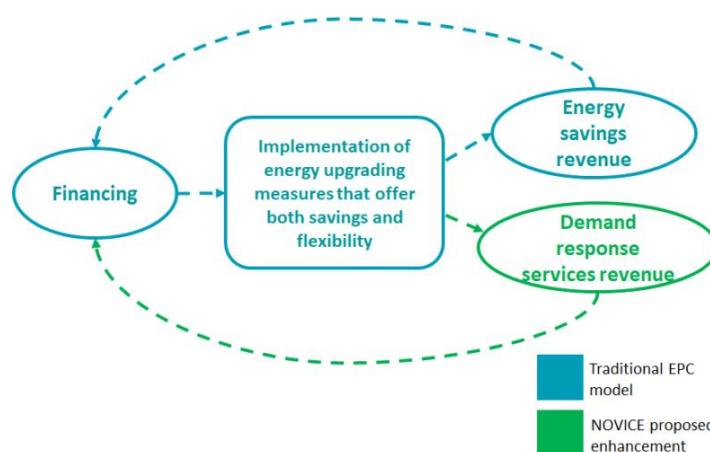 Financing
Implementation of
energy upgrading
measures that offer
both savings and
flexibility
Energy
savings
revenue
Demand
response
services revenue
Traditional EPC
model
NOVICE proposed
enhancement